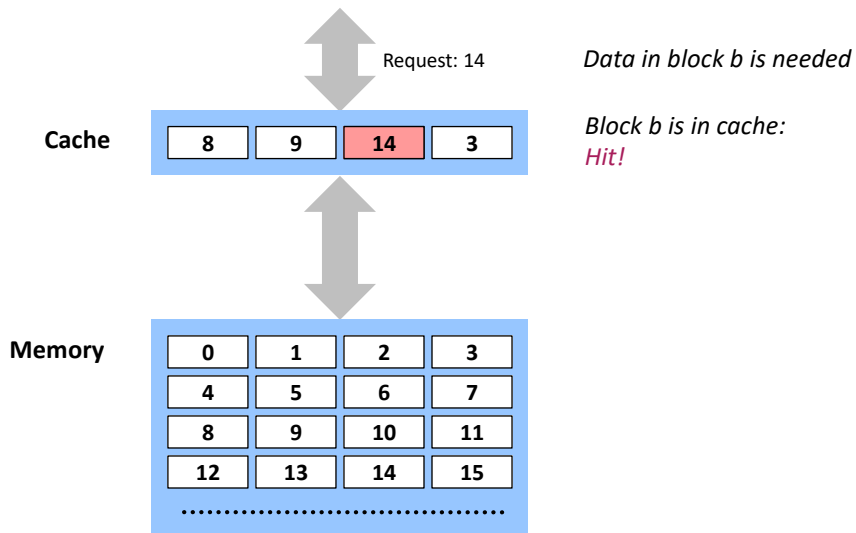 Request: 14
Data in block b is needed
Cache
8 9 14 3
Block b is in cache:
Hit!
Memory
0 1 2 3
4 5 6 7
8 9 10 11
12 13 14 15